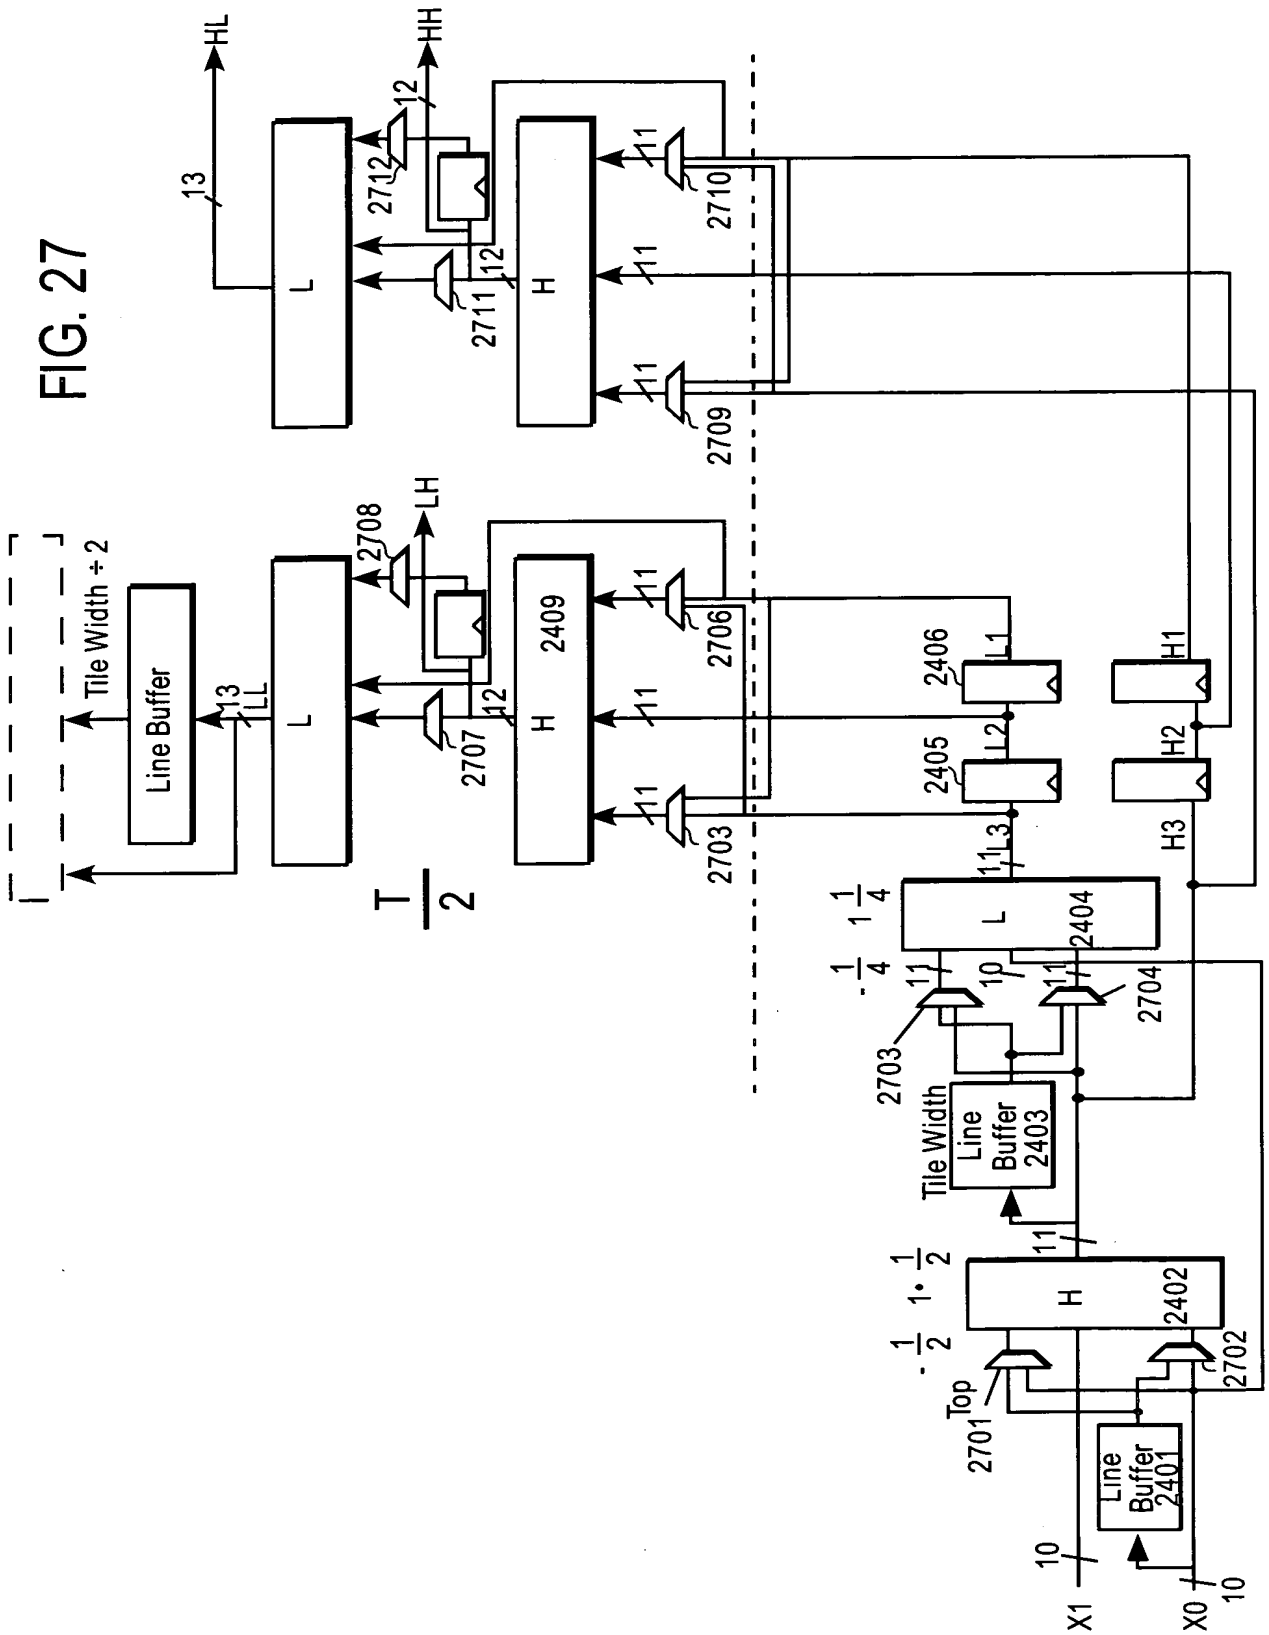 FIG. 27
HL
HH
13
12
L
2712
2711
12
H
11
11
11
2710
2709
Tile Width ÷ 2
Line Buffer
13
LL
L
2708
LH
2707
12
H
2409
11
11
11
2706
2703
T
2
L1
2406
L2
2405
L3
11
H1
H2
H3
- 1/4
1 1/4
L
2404
11
10
11
2703
2704
Tile Width
Line
Buffer
2403
11
- 1/2
1 • 1/2
H
2402
Top
2701
2702
Line
Buffer
2401
10
X1
X0
10